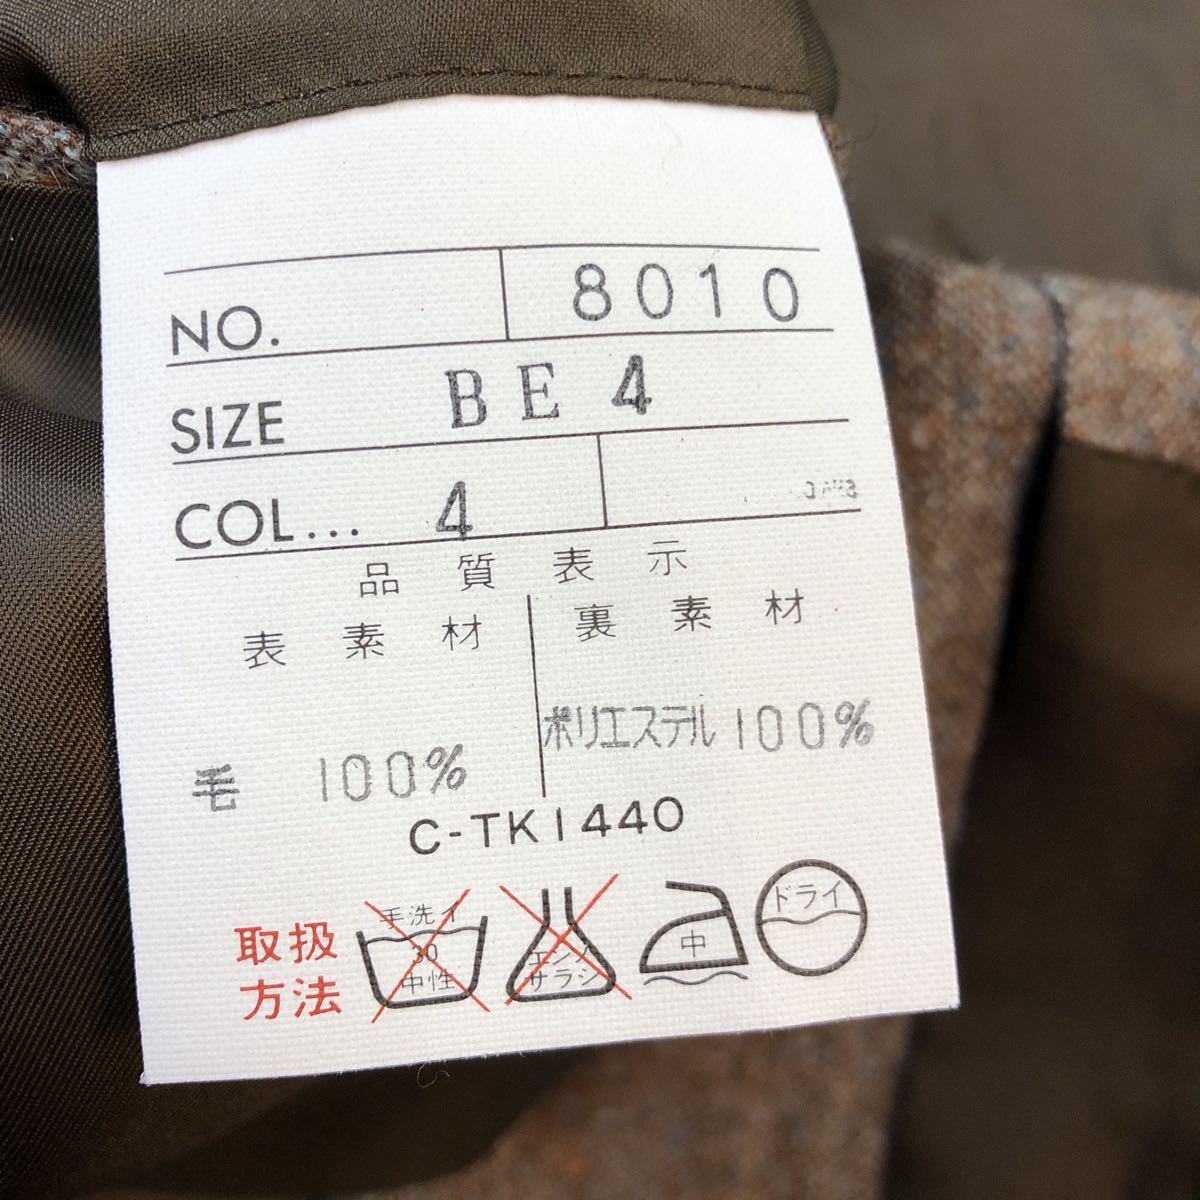 NO. 8010
SIZE BE 4
COL... 4
品質表示
表素材 裏素材
毛 100% ポリエステル 100%
C-TK1440
取扱方法
手洗イ
30
中性
エンソ
サラシ
中
ドライ